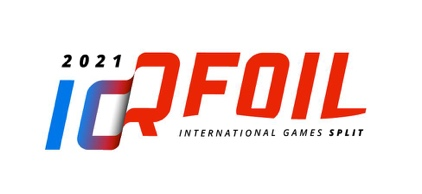 2021
IQFOIL
INTERNATIONAL GAMES SPLIT